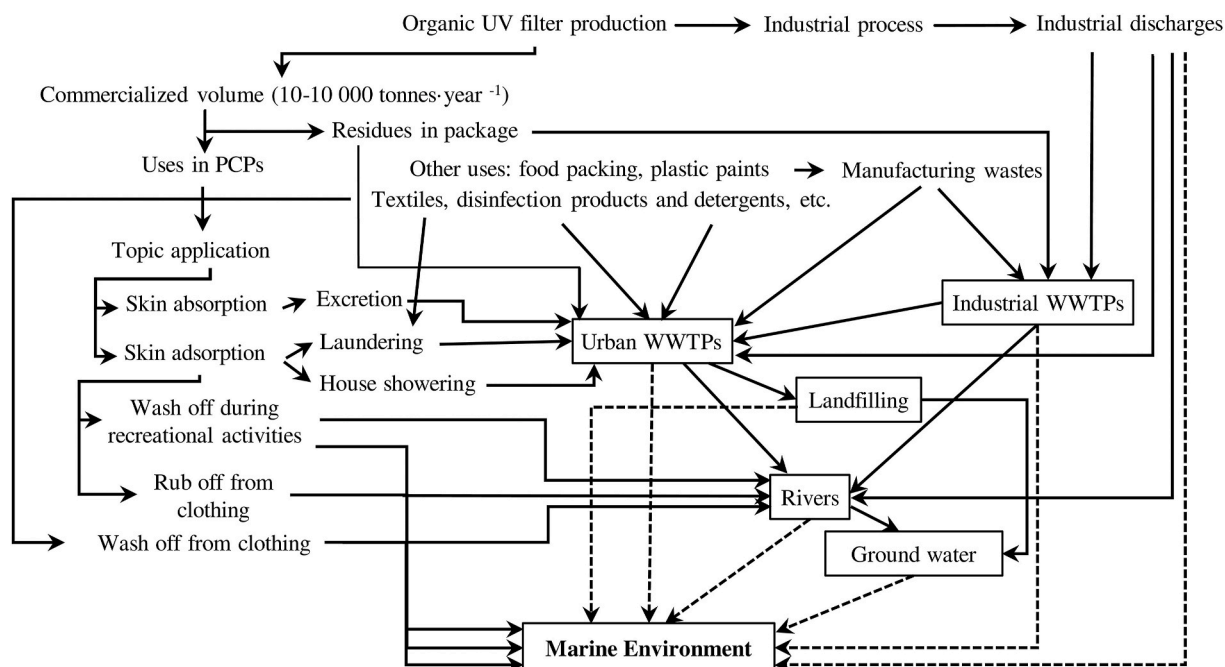 Organic UV filter production
Industrial process
Industrial discharges
Commercialized volume (10-10 000 tonnes·year -1)
Residues in package
Uses in PCPs
Other uses: food packing, plastic paints
Manufacturing wastes
Textiles, disinfection products and detergents, etc.
Topic application
Skin absorption
Excretion
Industrial WWTPs
Urban WWTPs
Skin adsorption
Laundering
House showering
Landfilling
Wash off during
recreational activities
Rub off from
clothing
Rivers
Wash off from clothing
Ground water
Marine Environment